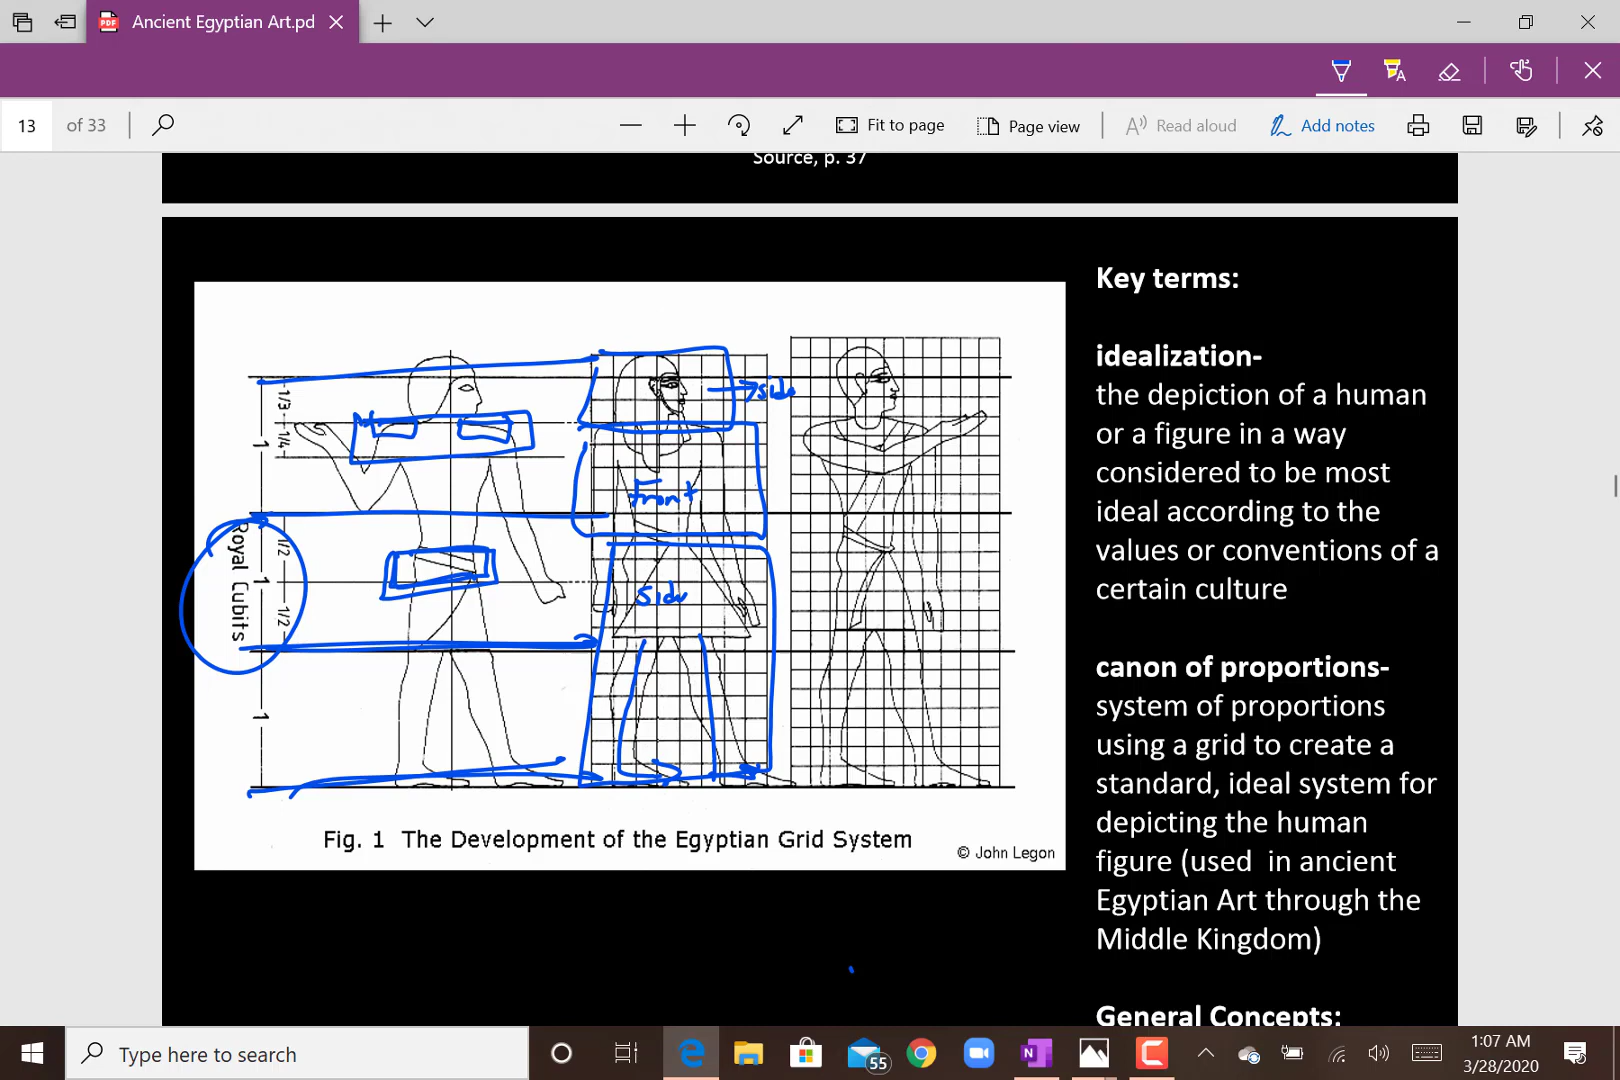 Ancient Egyptian Art.pd
13
of 33
Fit to page
Page view
Read aloud
Add notes
Source, p. 37
Key terms:
idealization-
the depiction of a human
or a figure in a way
considered to be most
ideal according to the
values or conventions of a
certain culture
canon of proportions-
system of proportions
using a grid to create a
standard, ideal system for
depicting the human
figure (used in ancient
Egyptian Art through the
Middle Kingdom)
General Concepts:
1/3
1/4
1
1/2
1
1/2
1
Royal Cubits
side
Front
Side
Fig. 1 The Development of the Egyptian Grid System
© John Legon
Type here to search
55
1:07 AM
3/28/2020